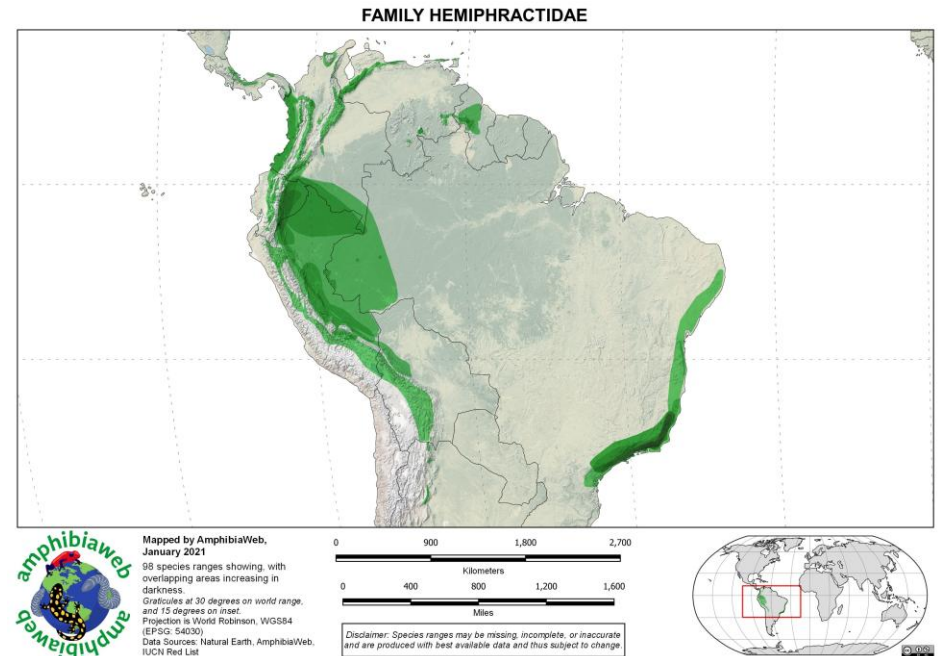 FAMILY HEMIPHRACTIDAE
amphibiaweb
amphibiaweb
Mapped by AmphibiaWeb,
January 2021
98 species ranges showing, with
overlapping areas increasing in
darkness.
Graticules at 30 degrees on world range,
and 15 degrees on inset.
Projection is World Robinson, WGS84
(EPSG: 54030)
Data Sources: Natural Earth, AmphibiaWeb,
IUCN Red List
0 900 1,800 2,700
Kilometers
0 400 800 1,200 1,600
Miles
Disclaimer: Species ranges may be missing, incomplete, or inaccurate
and are produced with best available data and thus subject to change.